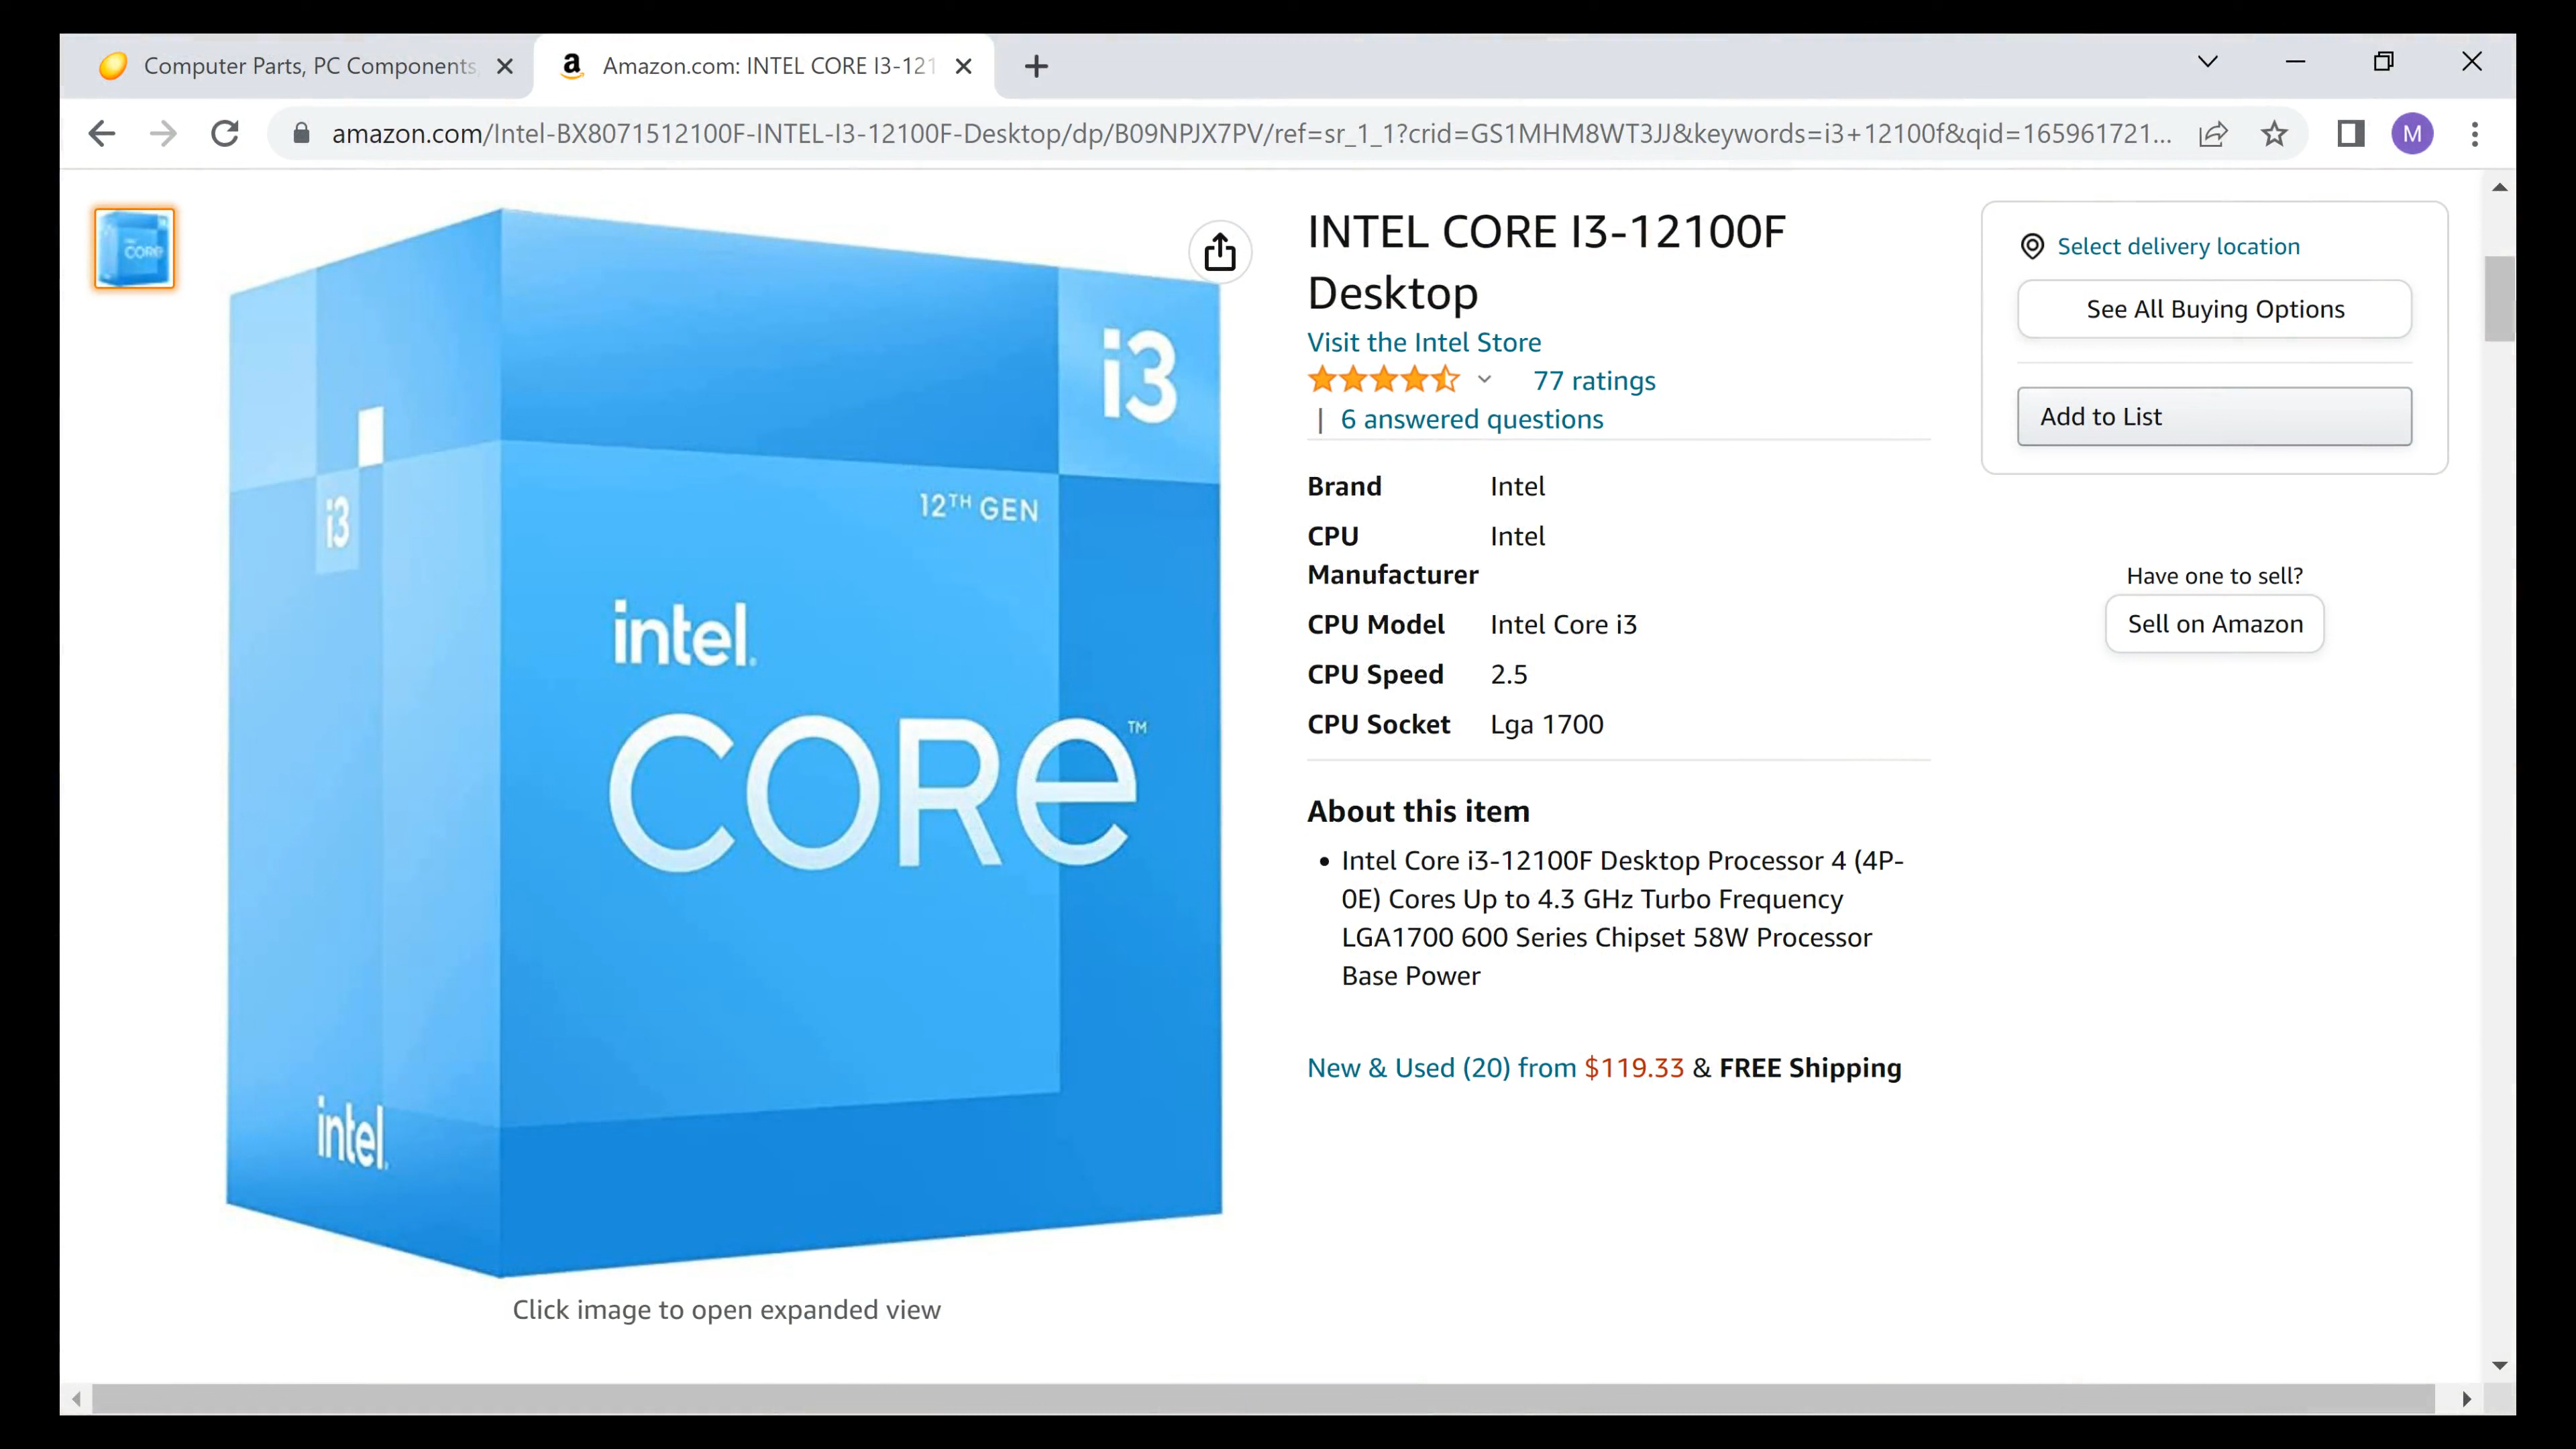 Computer Parts, PC Components,
Amazon.com: INTEL CORE I3-121
amazon.com/Intel-BX8071512100F-INTEL-I3-12100F-Desktop/dp/B09NPJX7PV/ref=sr_1_1?crid=GS1MHM8WT3JJ&keywords=i3+12100f&qid=165961721...
M
CORE
i3
i3
12TH GEN
intel.
CORE™
intel.
Click image to open expanded view
INTEL CORE I3-12100F
Desktop
Visit the Intel Store
77 ratings
| 6 answered questions
Brand Intel
CPU Intel
Manufacturer
CPU Model Intel Core i3
CPU Speed 2.5
CPU Socket Lga 1700
About this item
• Intel Core i3-12100F Desktop Processor 4 (4P-
0E) Cores Up to 4.3 GHz Turbo Frequency
LGA1700 600 Series Chipset 58W Processor
Base Power
New & Used (20) from $119.33 & FREE Shipping
Select delivery location
See All Buying Options
Add to List
Have one to sell?
Sell on Amazon